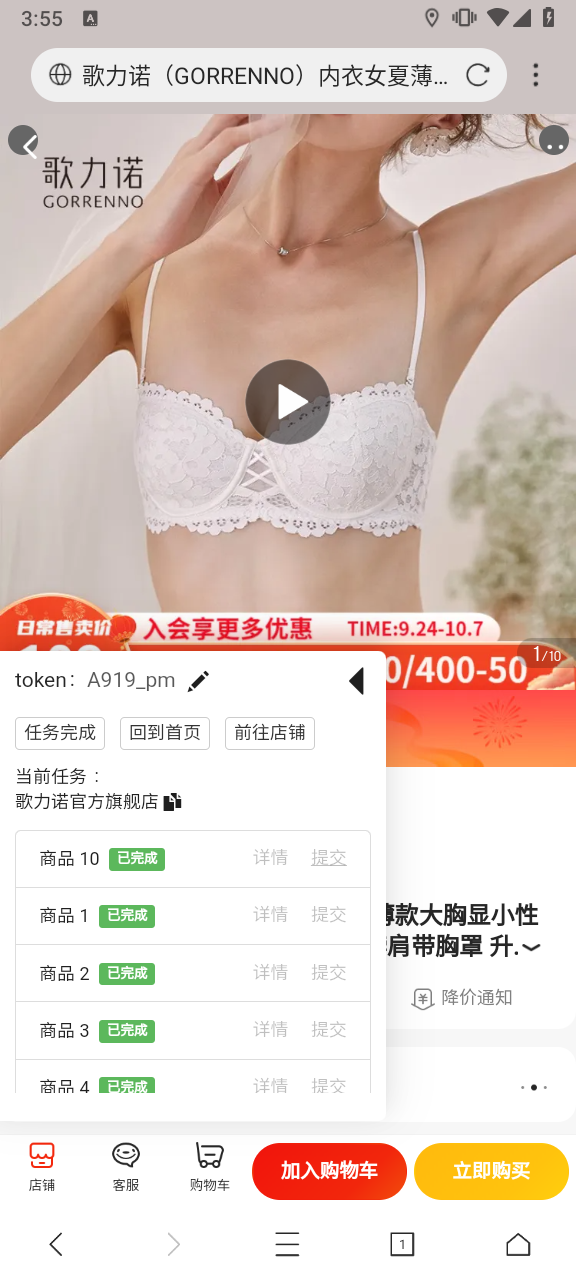 3:55
A
歌力诺（GORRENNO）内衣女夏薄...
歌力诺
GORRENNO
日常售卖价
入会享更多优惠
TIME:9.24-10.7
0/400-50
1/10
token： A919_pm
任务完成
回到首页
前往店铺
当前任务：
歌力诺官方旗舰店
商品 10 已完成 详情 提交
商品 1 已完成 详情 提交
商品 2 已完成 详情 提交
商品 3 已完成 详情 提交
商品 4 已完成 详情 提交
薄款大胸显小性
肩带胸罩 升.
降价通知
店铺
客服
购物车
加入购物车
立即购买
1